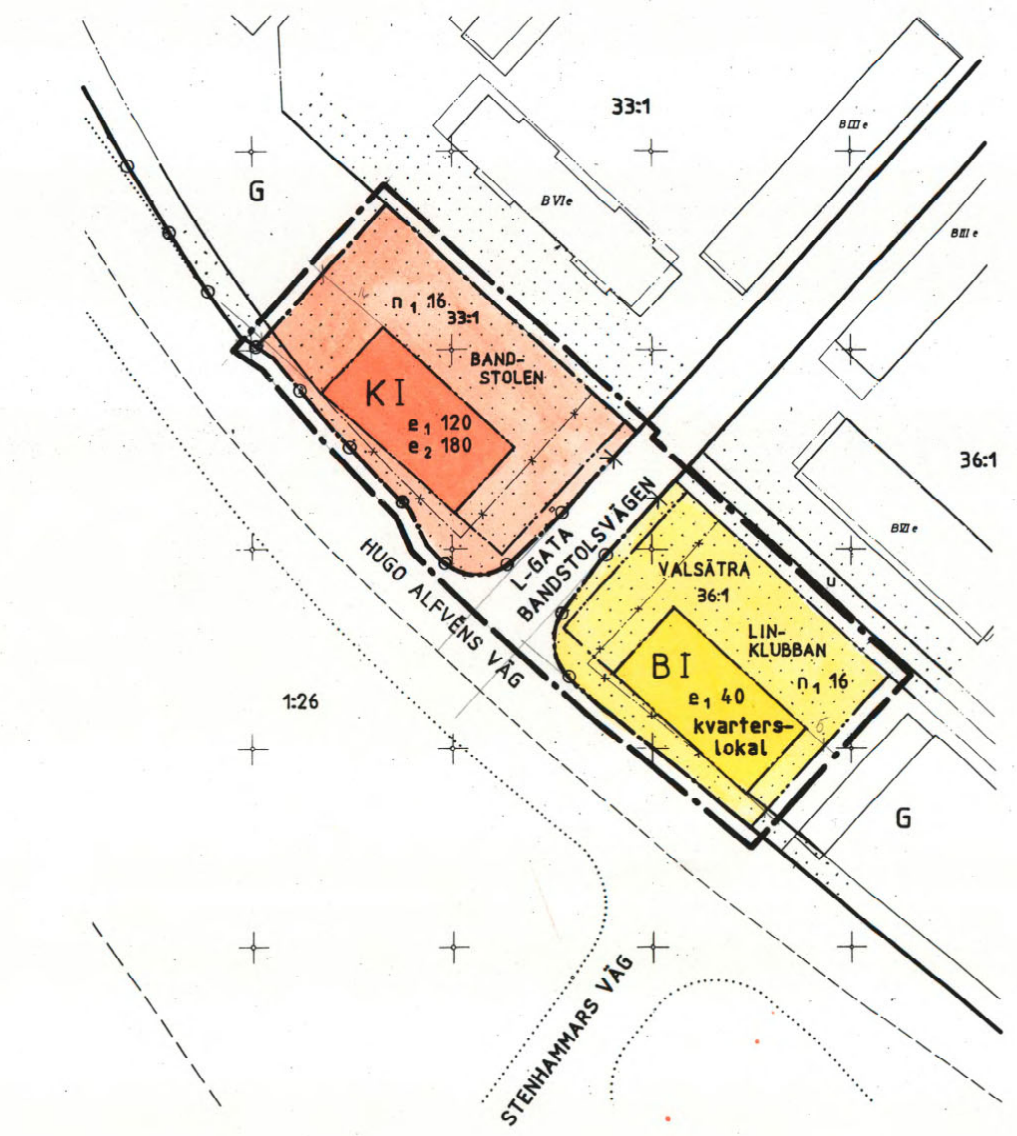 33:1
BIII e
G
BVIe
BIII e
n₁ 16
33:1
BAND-
STOLEN
KI
e₁ 120
e₂ 180
36:1
BVIe
L-GATA
BANDSTOLSVÄGEN
HUGO ALFVÉNS VÄG
VALSÄTRA
36:1
u
LIN-
KLUBBAN
n₁ 16
BI
e₁ 40
kvarters-
lokal
1:26
G
STENHAMMARS VÄG